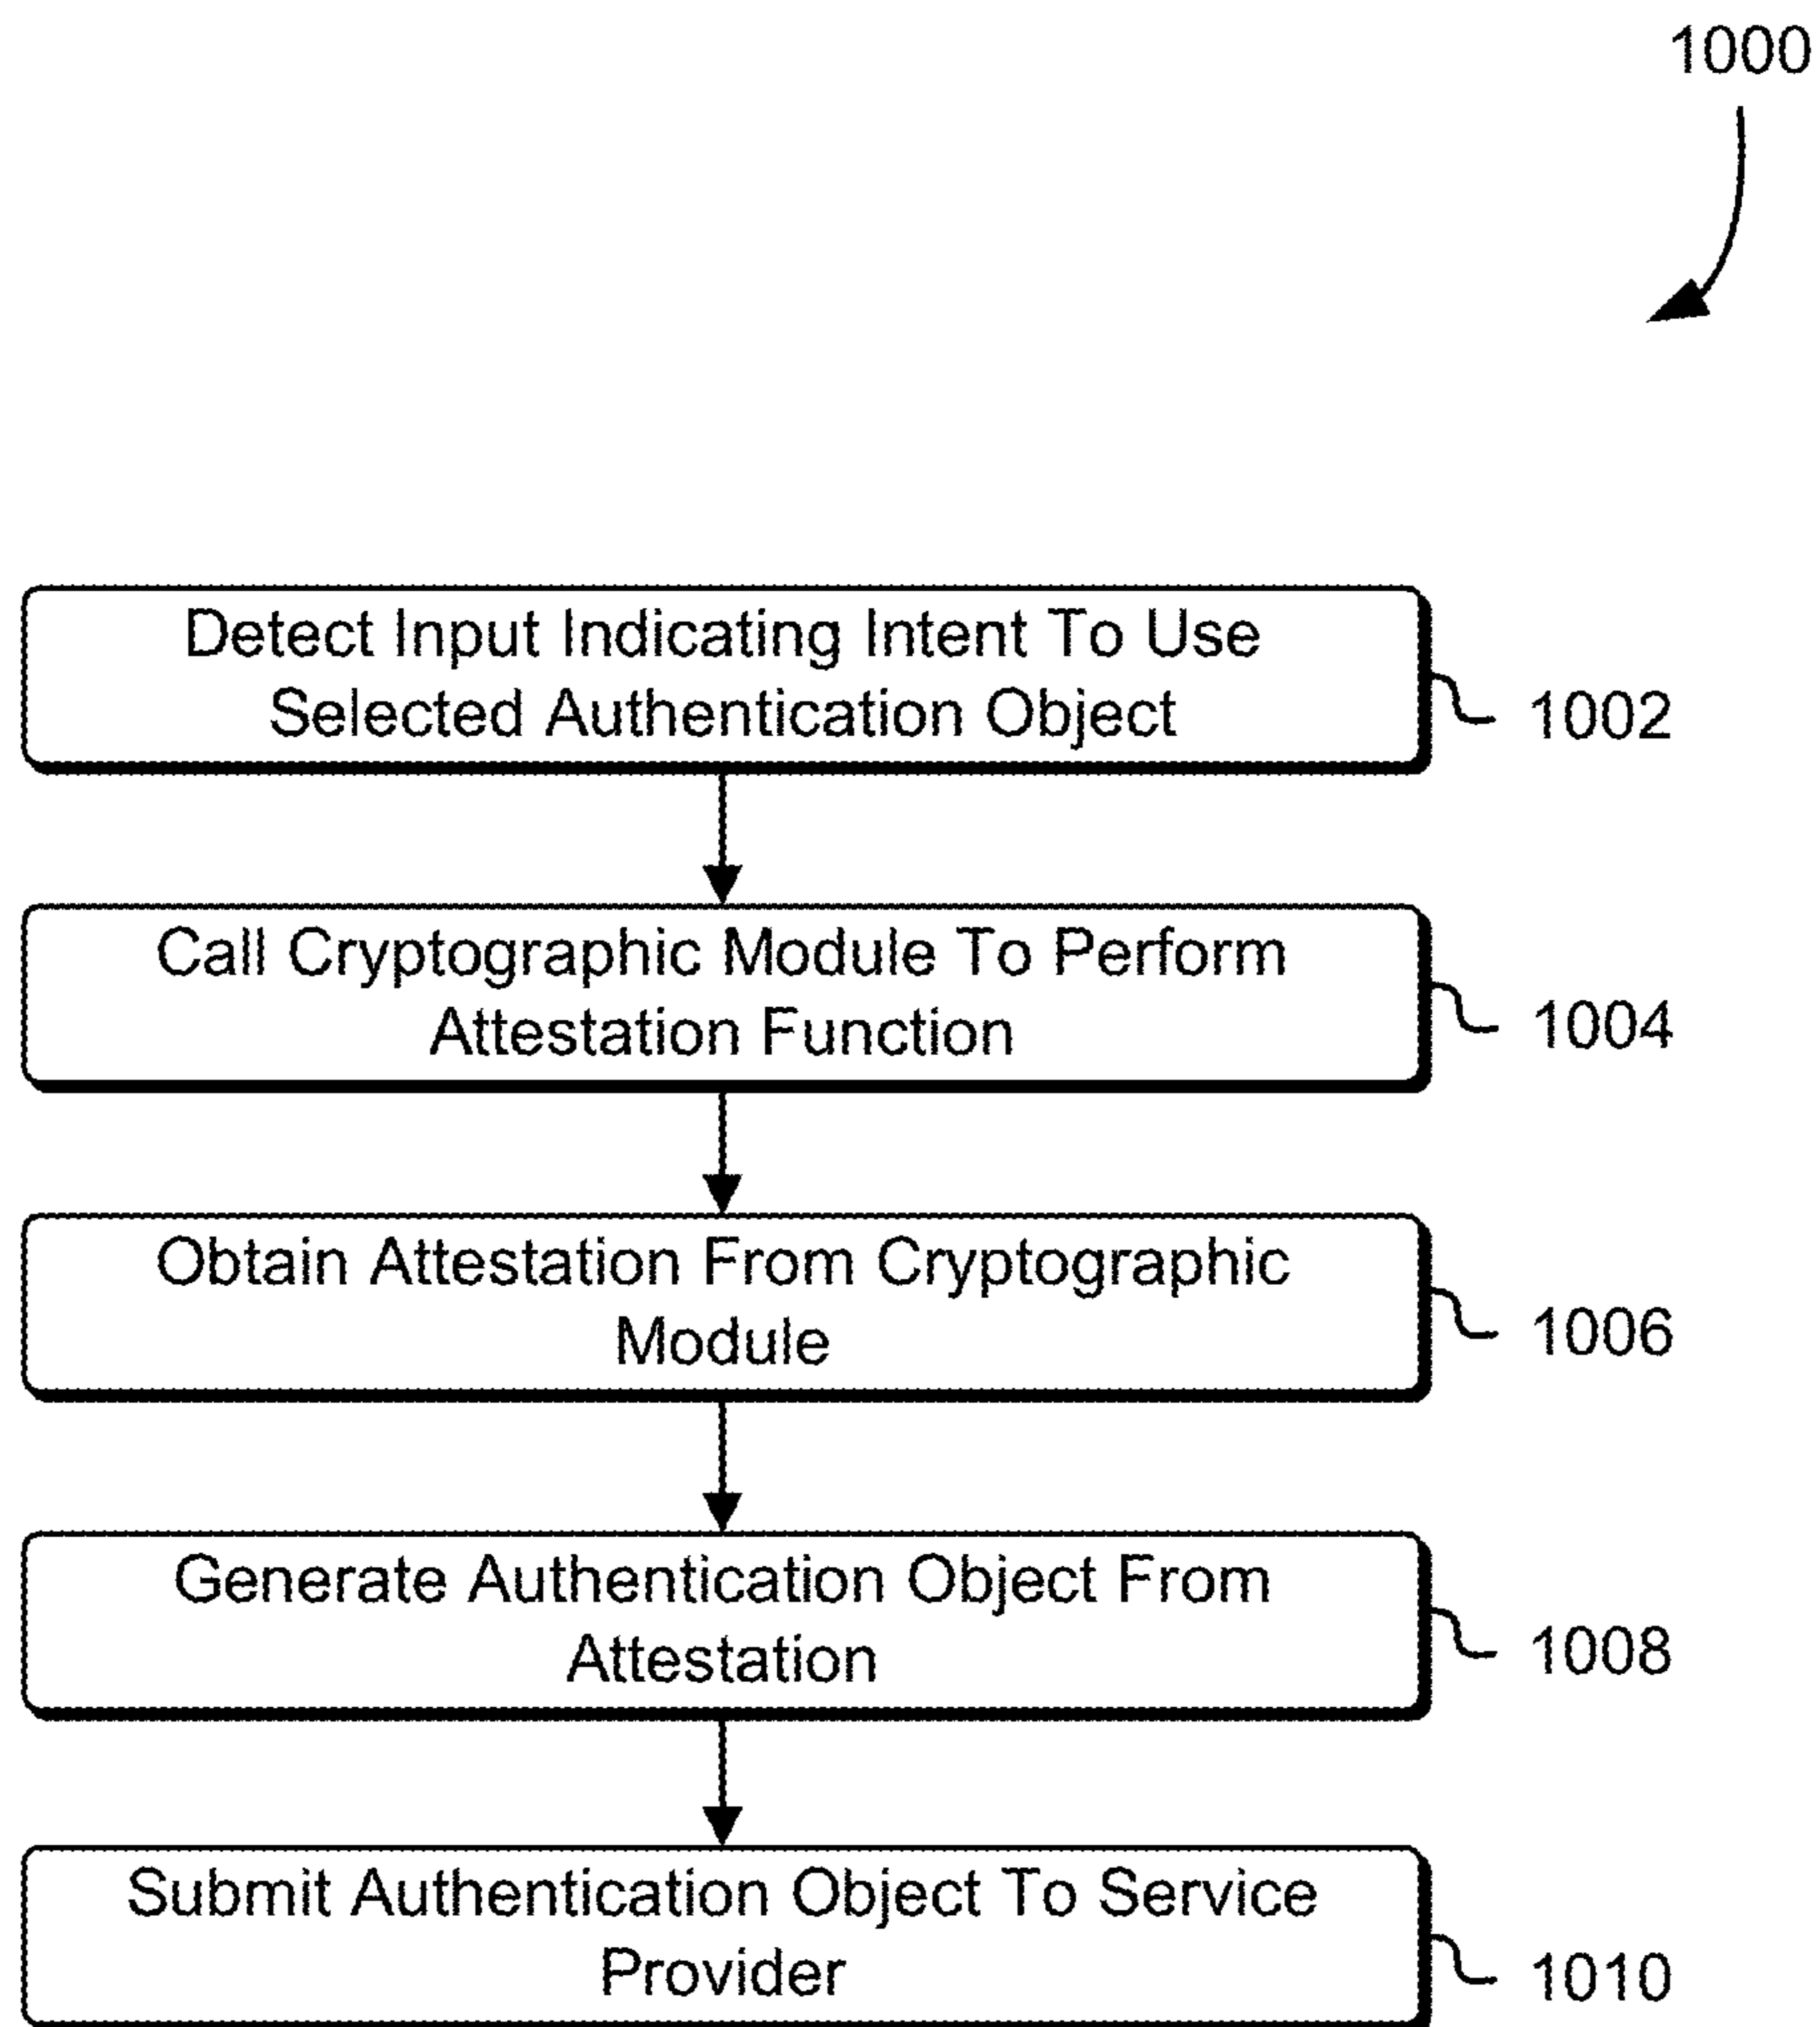 1000
Detect Input Indicating Intent To Use
Selected Authentication Object
1002
Call Cryptographic Module To Perform
Attestation Function
1004
Obtain Attestation From Cryptographic
Module
1006
Generate Authentication Object From
Attestation
1008
Submit Authentication Object To Service
Provider
1010